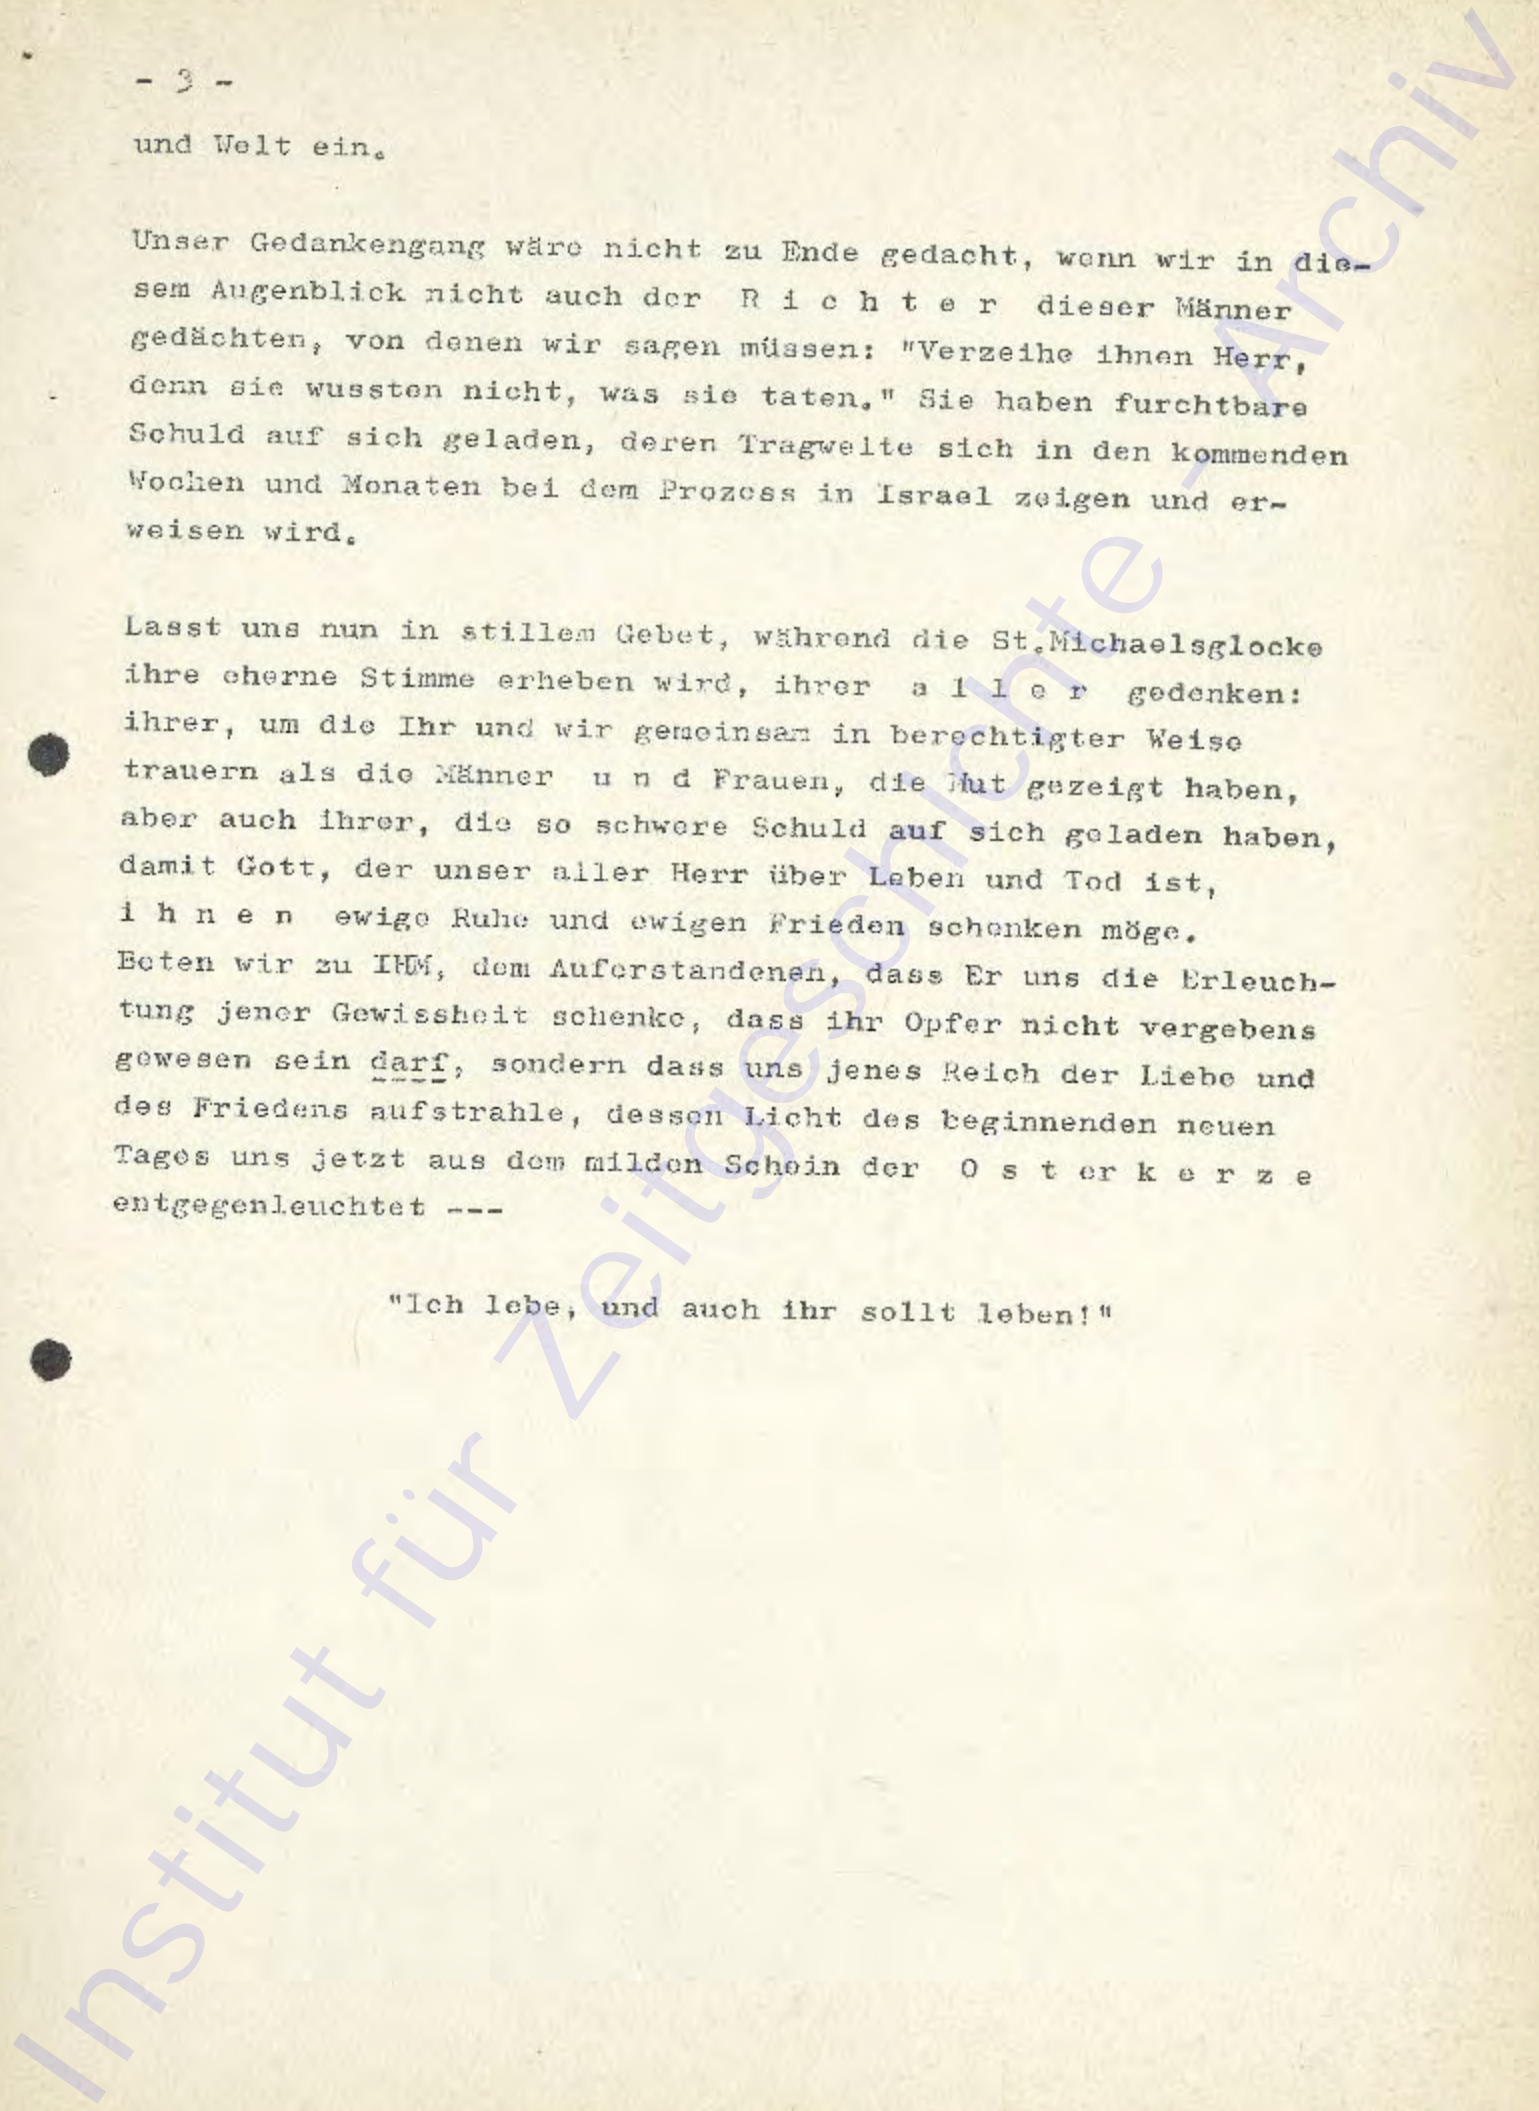 - 3 -
und Welt ein.
Unser Gedankengang wäre nicht zu Ende gedacht, wenn wir in die-
sem Augenblick nicht auch der R i c h t e r dieser Männer
gedächten, von denen wir sagen müssen: "Verzeihe ihnen Herr,
denn sie wussten nicht, was sie taten." Sie haben furchtbare
Schuld auf sich geladen, deren Tragweite sich in den kommenden
Wochen und Monaten bei dem Prozess in Israel zeigen und er-
weisen wird.
Lasst uns nun in stillem Gebet, während die St.Michaelsglocke
ihre eherne Stimme erheben wird, ihrer a l l e r gedenken:
ihrer, um die Ihr und wir gemeinsam in berechtigter Weise
trauern als die Männer u n d Frauen, die Mut gezeigt haben,
aber auch ihrer, die so schwere Schuld auf sich geladen haben,
damit Gott, der unser aller Herr über Leben und Tod ist,
i h n e n ewige Ruhe und ewigen Frieden schenken möge.
Beten wir zu IHM, dem Auferstandenen, dass Er uns die Erleuch-
tung jener Gewissheit schenke, dass ihr Opfer nicht vergebens
gewesen sein darf, sondern dass uns jenes Reich der Liebe und
des Friedens aufstrahle, dessen Licht des beginnenden neuen
Tages uns jetzt aus dem milden Schein der O s t er k e r z e
entgegenleuchtet ---
"Ich lebe, und auch ihr sollt leben!"
Institut für Zeitgeschichte - Archiv